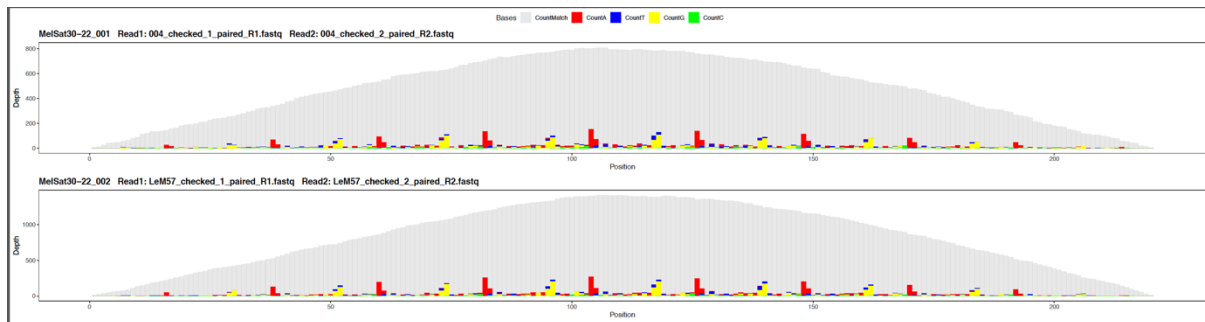 Bases CountMatch CountA CountT CountG CountC
MelSat30-22_001 Read1: 004_checked_1_paired_R1.fastq Read2: 004_checked_2_paired_R2.fastq
800
600
400
200
0
Depth
0 50 100 150 200
Position
MelSat30-22_002 Read1: LeM57_checked_1_paired_R1.fastq Read2: LeM57_checked_2_paired_R2.fastq
1000
500
0
Depth
0 50 100 150 200
Position